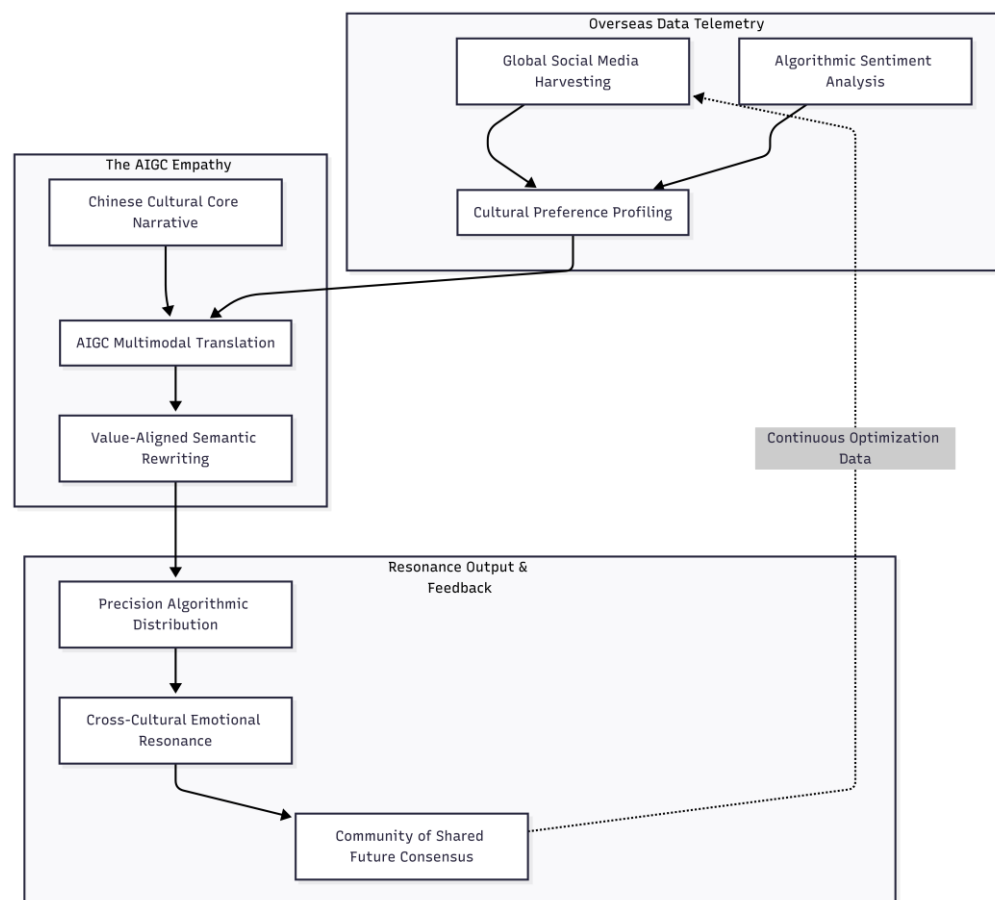 Overseas Data Telemetry
Global Social Media
Harvesting
Algorithmic Sentiment
Analysis
Cultural Preference Profiling
The AIGC Empathy
Chinese Cultural Core
Narrative
AIGC Multimodal Translation
Value-Aligned Semantic
Rewriting
Continuous Optimization
Data
Resonance Output &
Feedback
Precision Algorithmic
Distribution
Cross-Cultural Emotional
Resonance
Community of Shared
Future Consensus